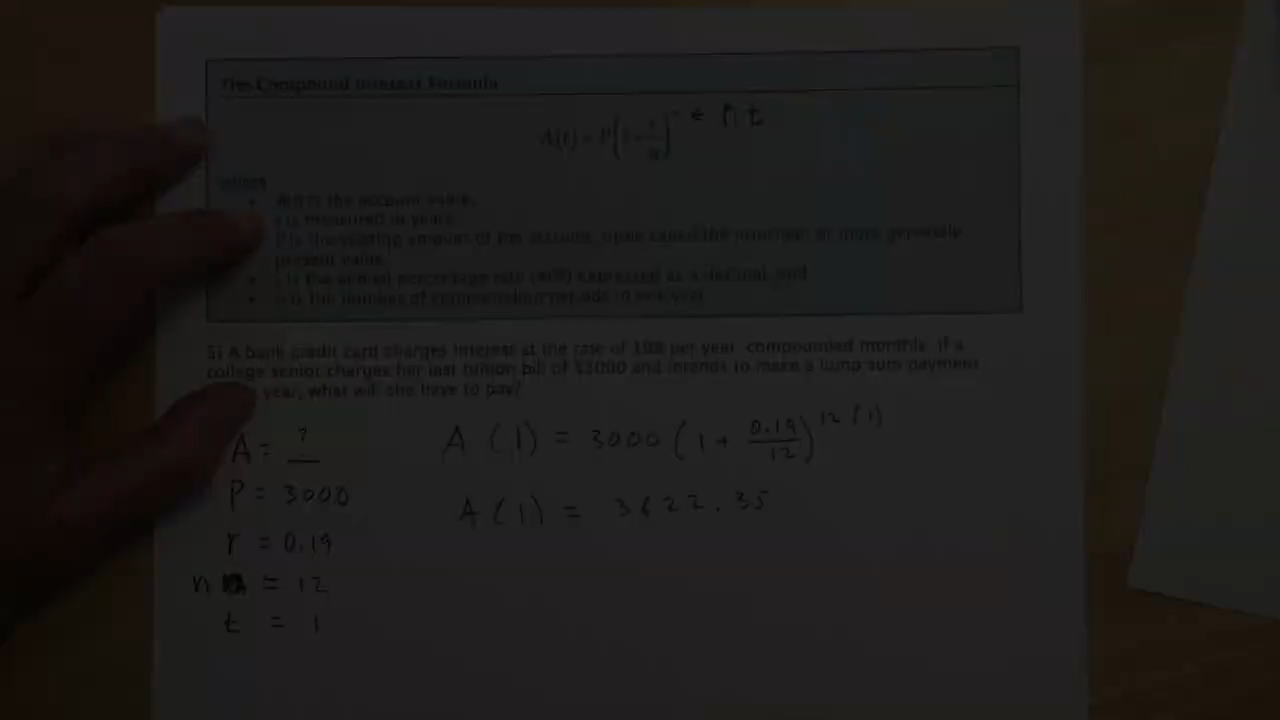 The Compound Interest Formula
A(t) = P(1+r/n) ← nt
where
• A(t) is the account value,
• t is measured in years,
• P is the starting amount of the account, often called the principal, or more generally
present value,
• r is the annual percentage rate (APR) expressed as a decimal, and
• n is the number of compounding periods in one year
5) A bank credit card charges interest at the rate of 19% per year, compounded monthly. If a
college senior charges her last tuition bill of $3000 and intends to make a lump sum payment
year, what will she have to pay?
A = ?
P = 3000
r = 0.19
n = 12
t = 1
A (1) = 3000 (1 + 0.19/12)^12(1)
A (1) = 3622.35